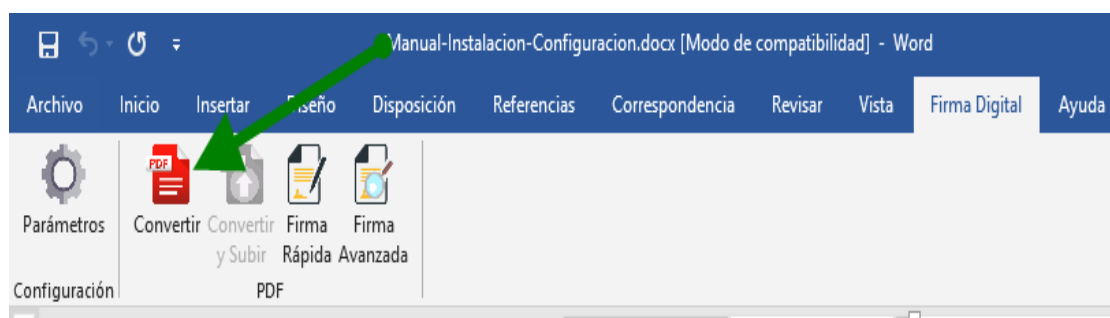 Manual-Instalacion-Configuracion.docx [Modo de compatibilidad] - Word
Archivo Inicio Insertar Diseño Disposición Referencias Correspondencia Revisar Vista Firma Digital Ayuda
PDF
Parámetros Convertir Convertir Firma Firma
y Subir Rápida Avanzada
Configuración PDF